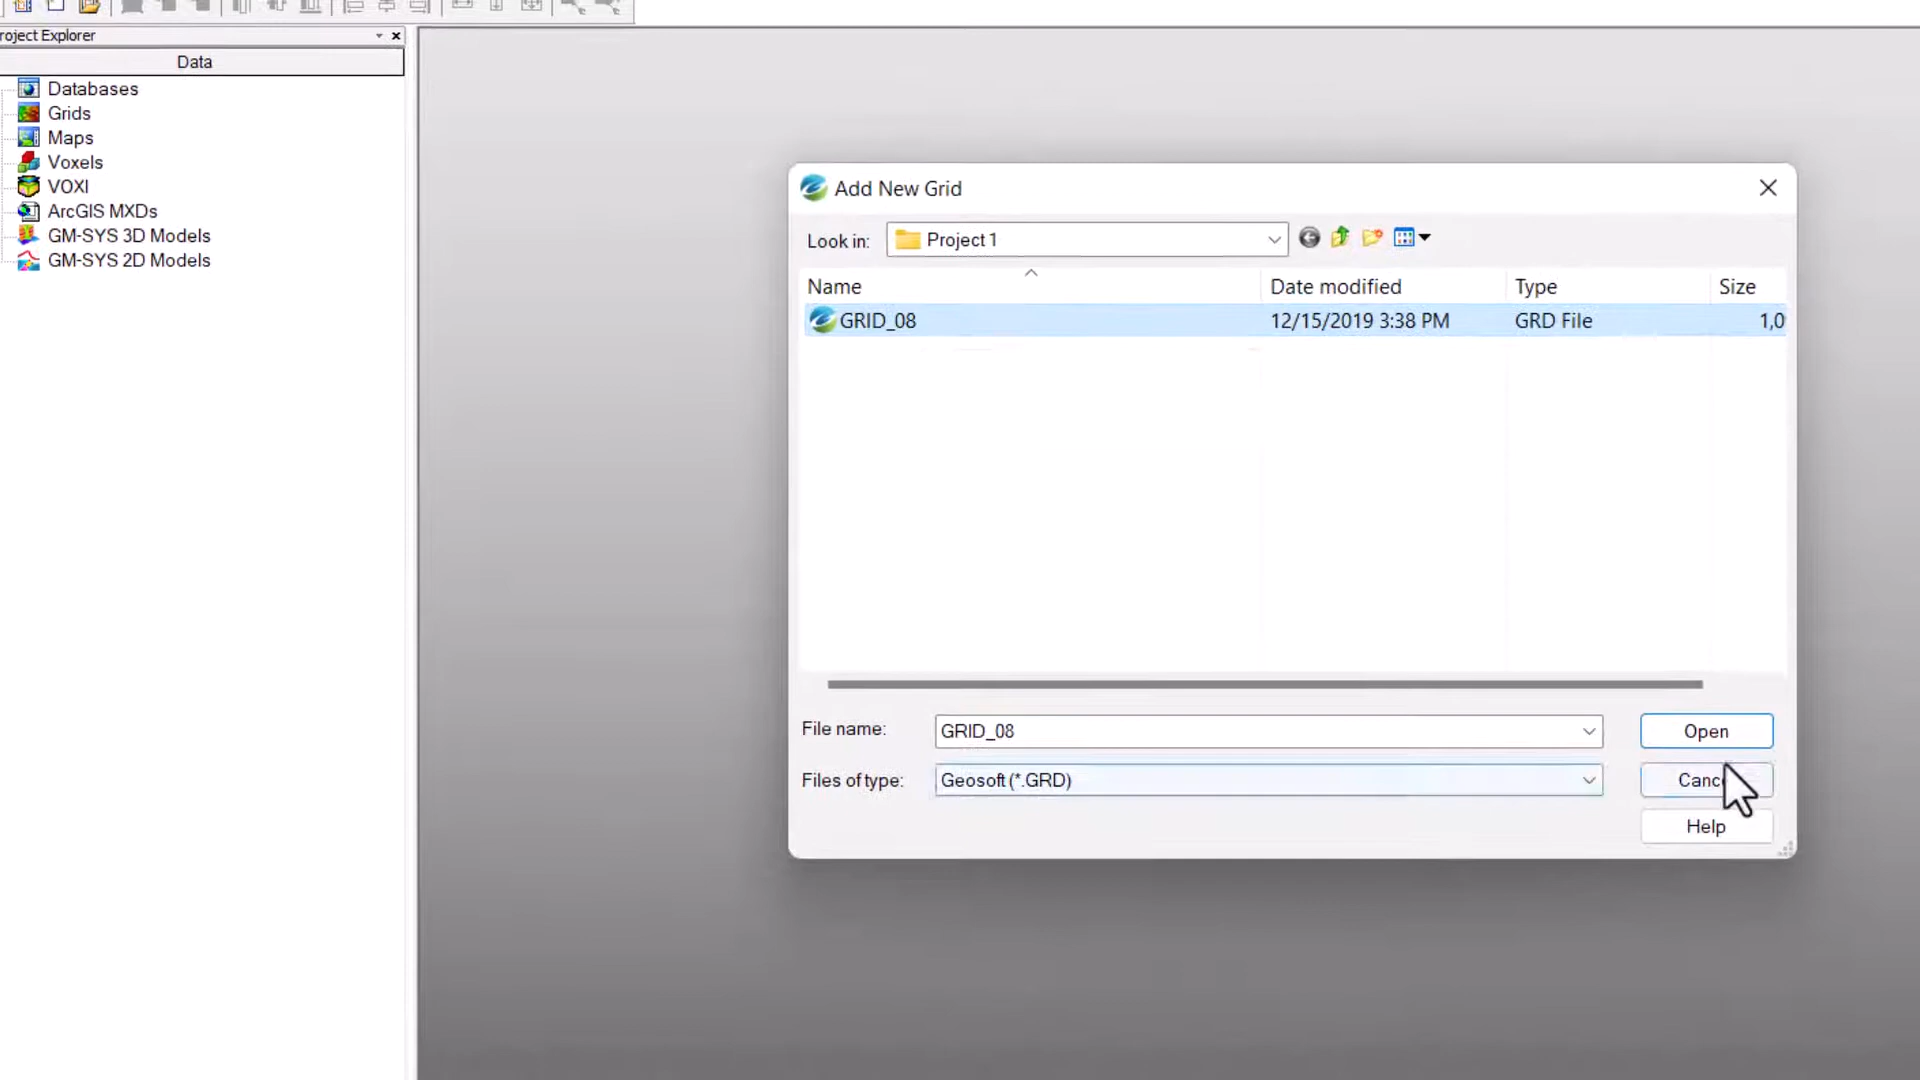 roject Explorer
Data
Databases
Grids
Maps
Voxels
VOXI
ArcGIS MXDs
GM-SYS 3D Models
GM-SYS 2D Models
Add New Grid
Look in: Project 1
Name Date modified Type Size
GRID_08 12/15/2019 3:38 PM GRD File 1,0
File name: GRID_08 Open
Files of type: Geosoft (*.GRD) Canc
Help